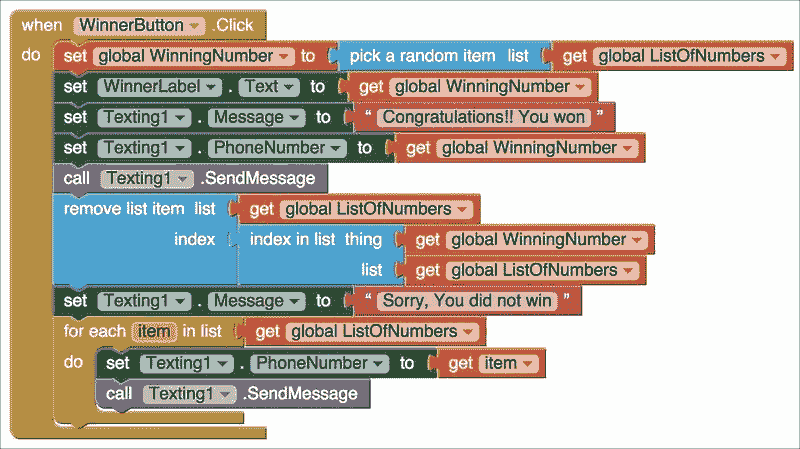 when WinnerButton .Click
do set global WinningNumber to pick a random item list get global ListOfNumbers
set WinnerLabel . Text to get global WinningNumber
set Texting1 . Message to “ Congratulations!! You won ”
set Texting1 . PhoneNumber to get global WinningNumber
call Texting1 .SendMessage
remove list item list get global ListOfNumbers
index index in list thing get global WinningNumber
list get global ListOfNumbers
set Texting1 . Message to “ Sorry, You did not win ”
for each item in list get global ListOfNumbers
do set Texting1 . PhoneNumber to get item
call Texting1 .SendMessage